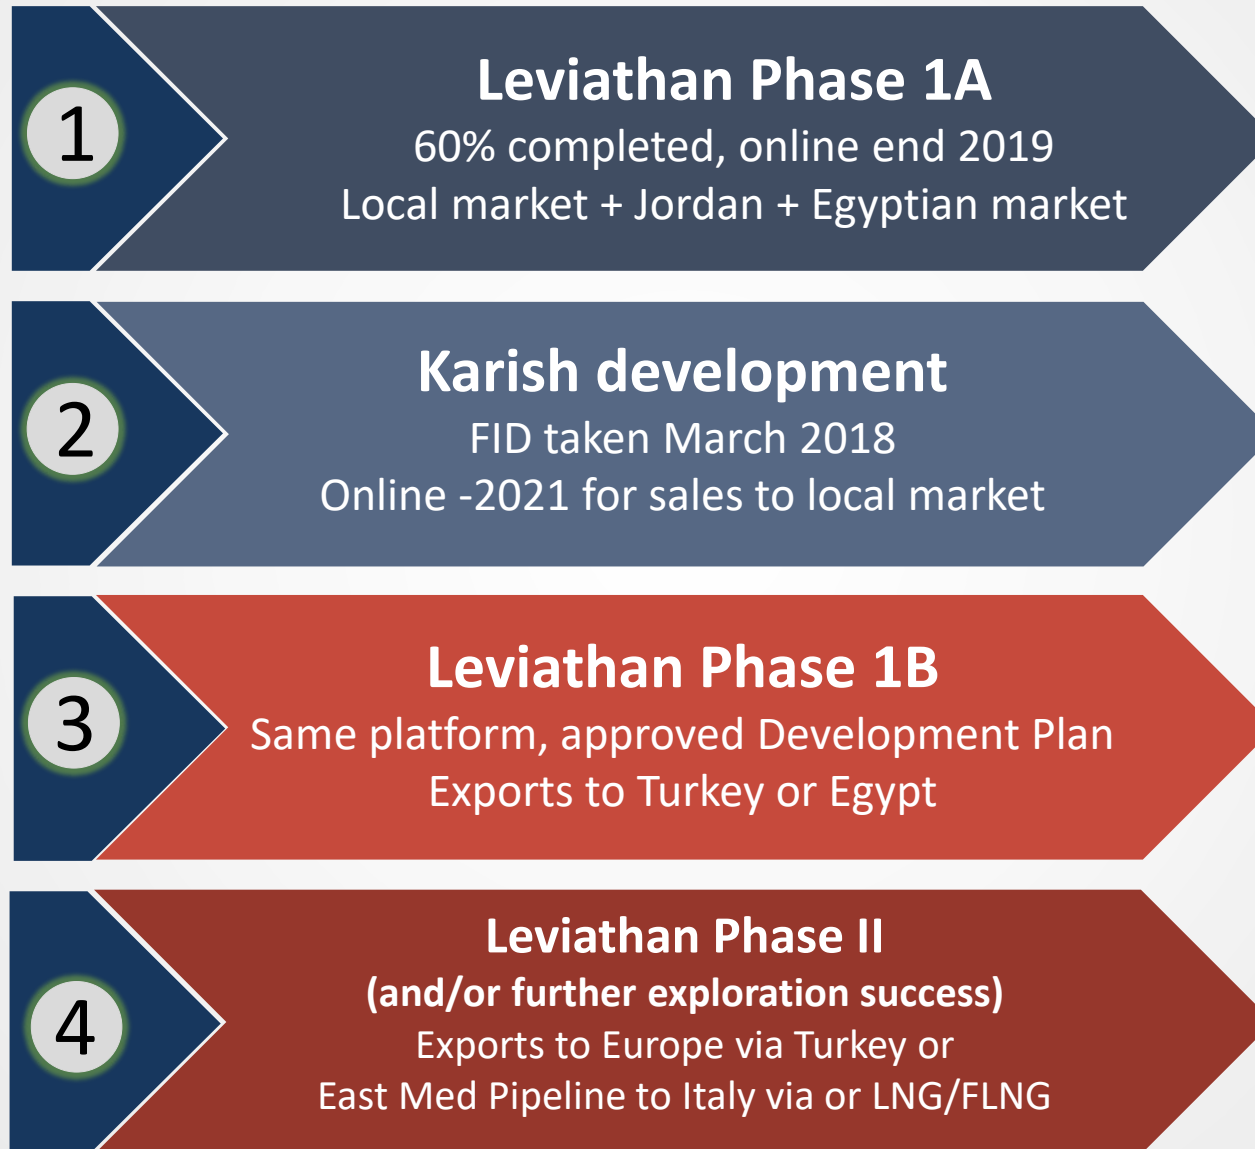 1
Leviathan Phase 1A
60% completed, online end 2019
Local market + Jordan + Egyptian market
2
Karish development
FID taken March 2018
Online -2021 for sales to local market
3
Leviathan Phase 1B
Same platform, approved Development Plan
Exports to Turkey or Egypt
4
Leviathan Phase II
(and/or further exploration success)
Exports to Europe via Turkey or
East Med Pipeline to Italy via or LNG/FLNG